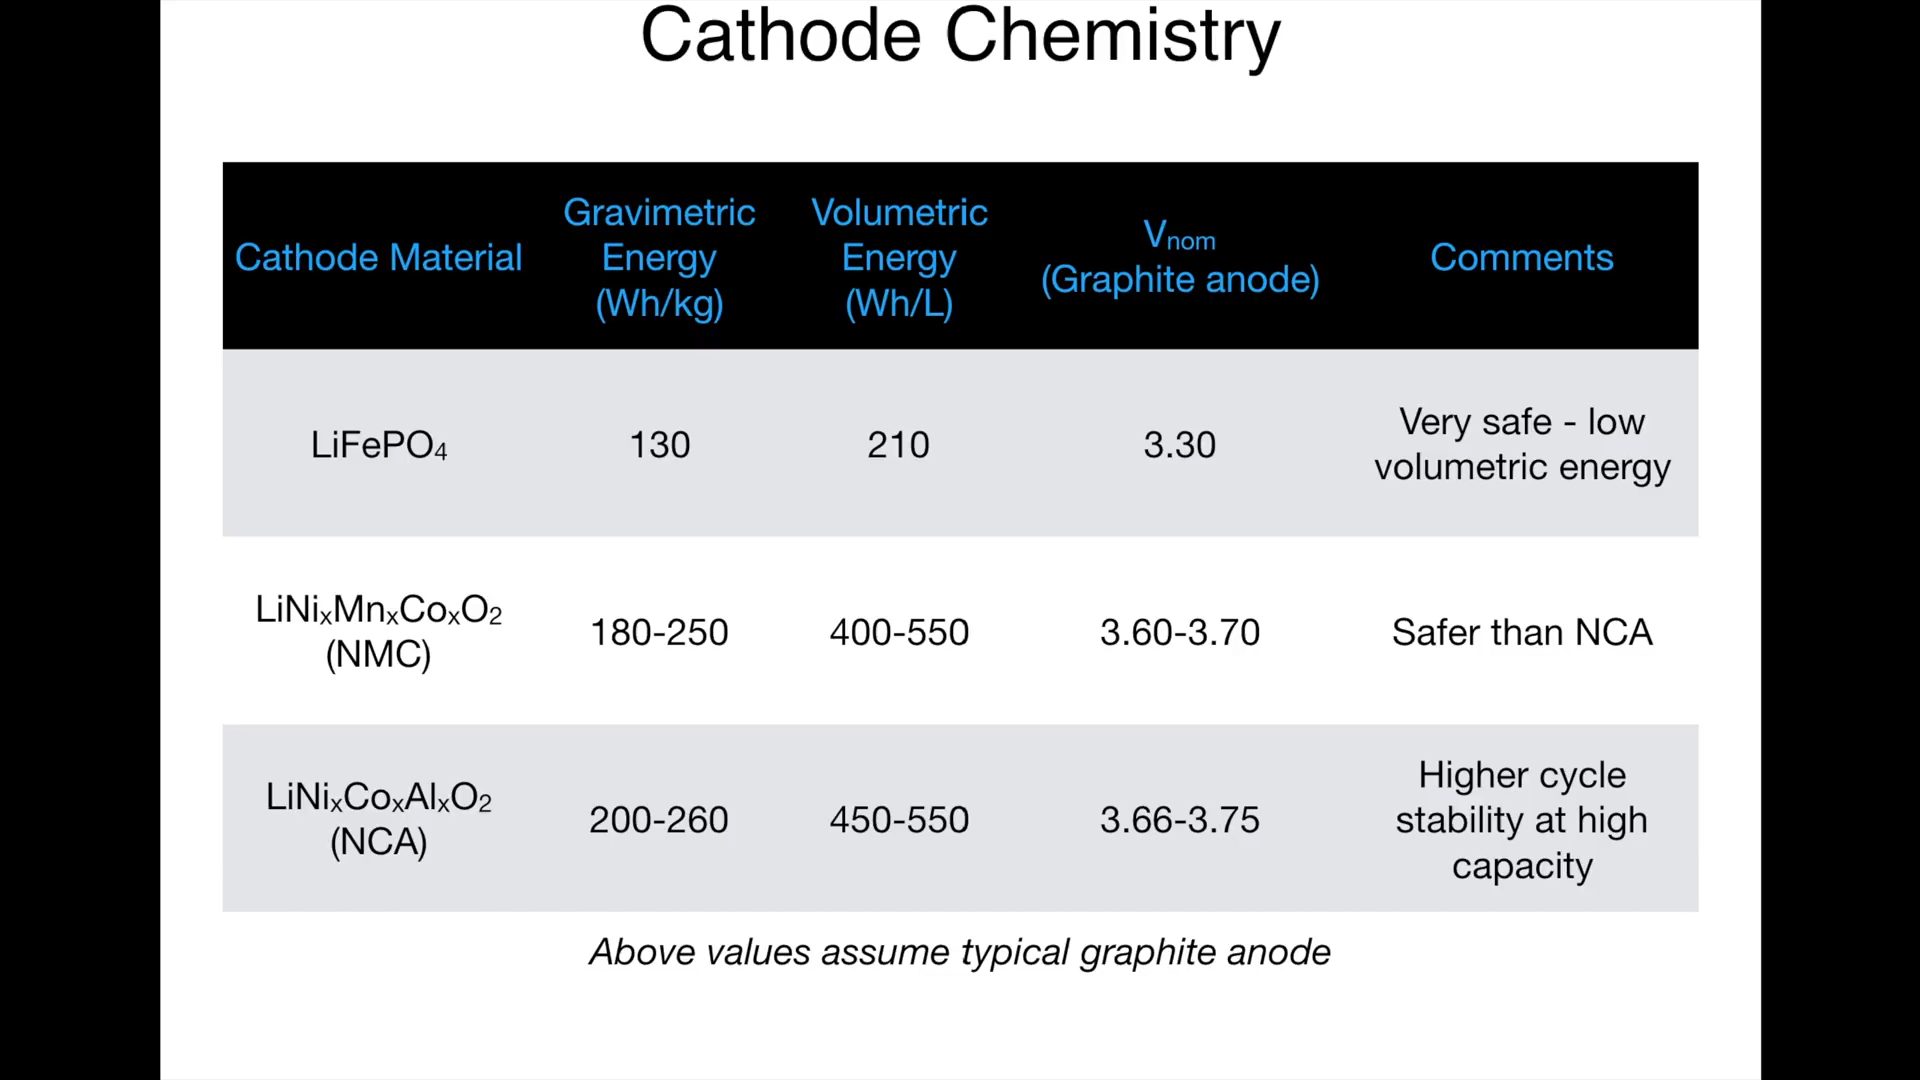 Cathode Chemistry
Cathode Material
Gravimetric
Energy
(Wh/kg)
Volumetric
Energy
(Wh/L)
Vnom
(Graphite anode)
Comments
LiFePO4
130
210
3.30
Very safe - low
volumetric energy
LiNixMnxCoxO2
(NMC)
180-250
400-550
3.60-3.70
Safer than NCA
LiNixCoxAlxO2
(NCA)
200-260
450-550
3.66-3.75
Higher cycle
stability at high
capacity
Above values assume typical graphite anode